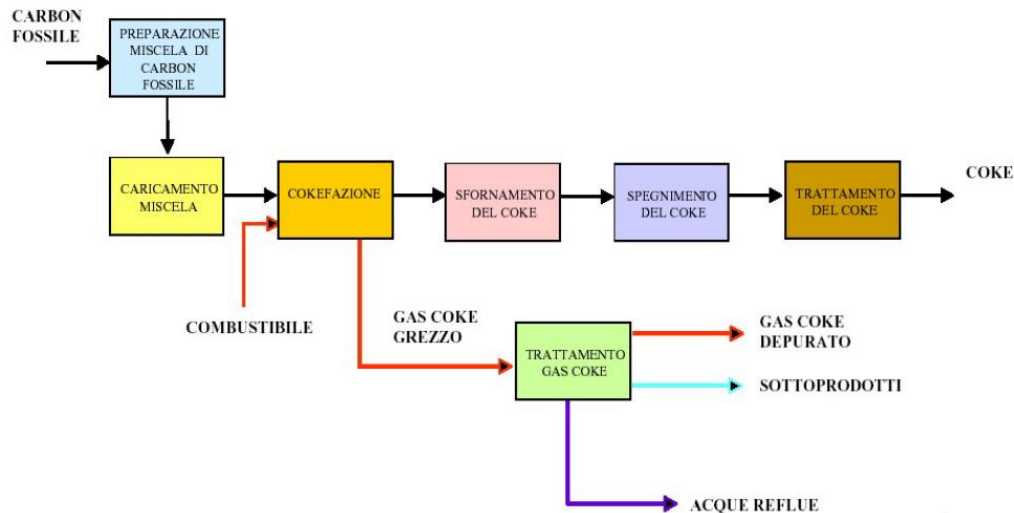 CARBON
FOSSILE
PREPARAZIONE
MISCELA DI
CARBON
FOSSILE
CARICAMENTO
MISCELA
COKEFAZIONE
SFORNAMENTO
DEL COKE
SPEGNIMENTO
DEL COKE
TRATTAMENTO
DEL COKE
COKE
COMBUSTIBILE
GAS COKE
GREZZO
TRATTAMENTO
GAS COKE
GAS COKE
DEPURATO
SOTTOPRODOTTI
ACQUE REFLUE